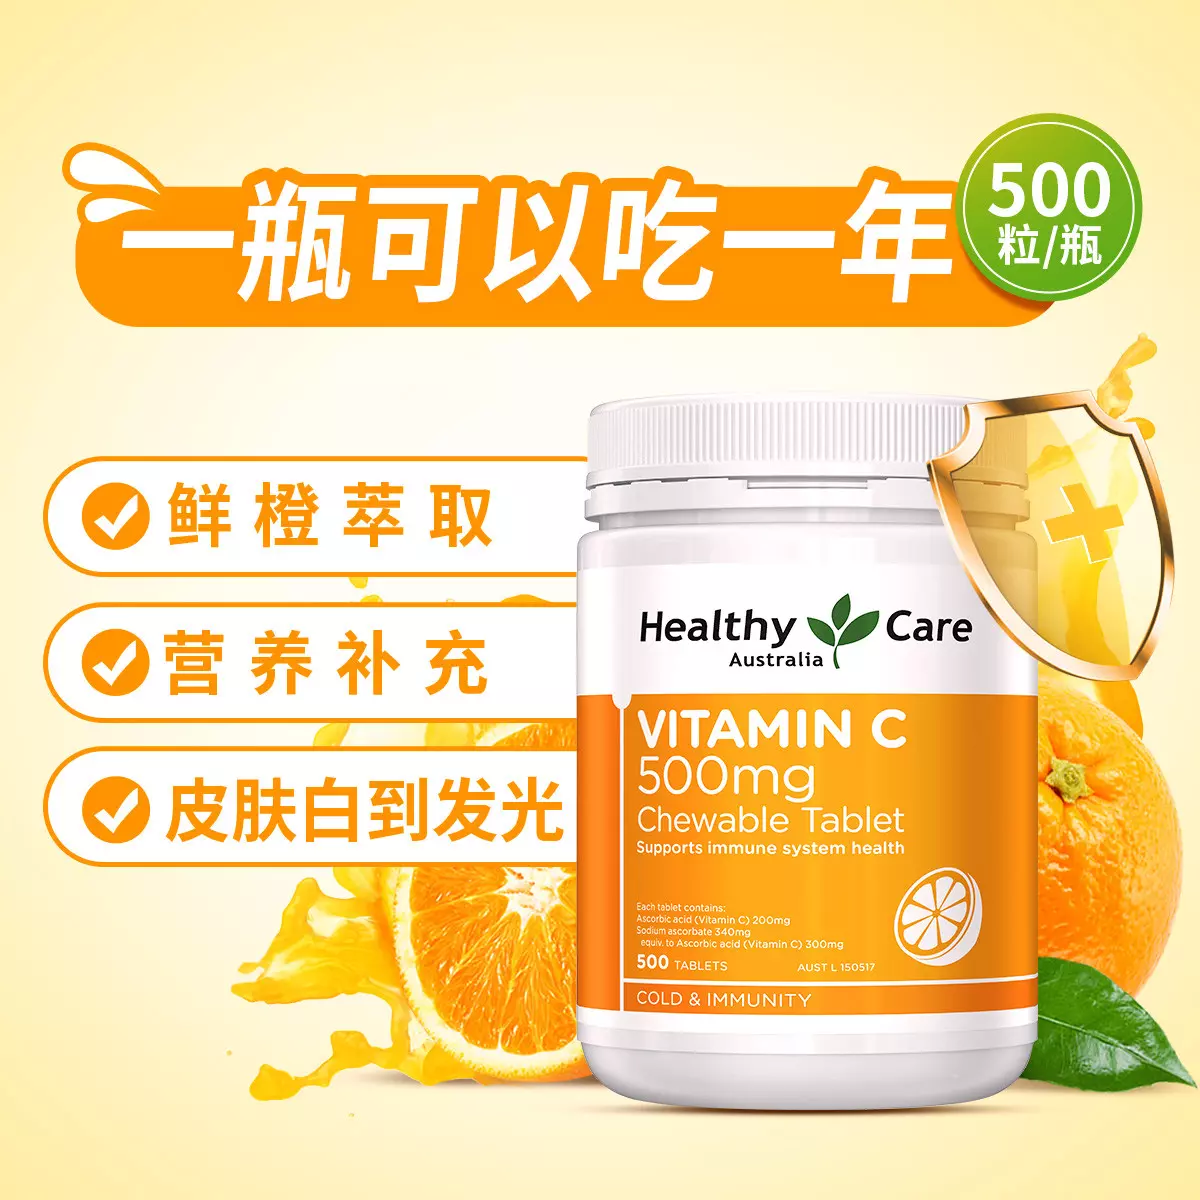 一瓶可以吃一年
500
粒/瓶
鲜橙萃取
营养补充
皮肤白到发光
Healthy Care
Australia
VITAMIN C
500mg
Chewable Tablet
Supports immune system health
Each tablet contains:
Ascorbic acid (Vitamin C) 200mg
Sodium ascorbate 340mg
equiv. to Ascorbic acid (Vitamin C) 300mg
500 TABLETS AUST L 150517
COLD & IMMUNITY